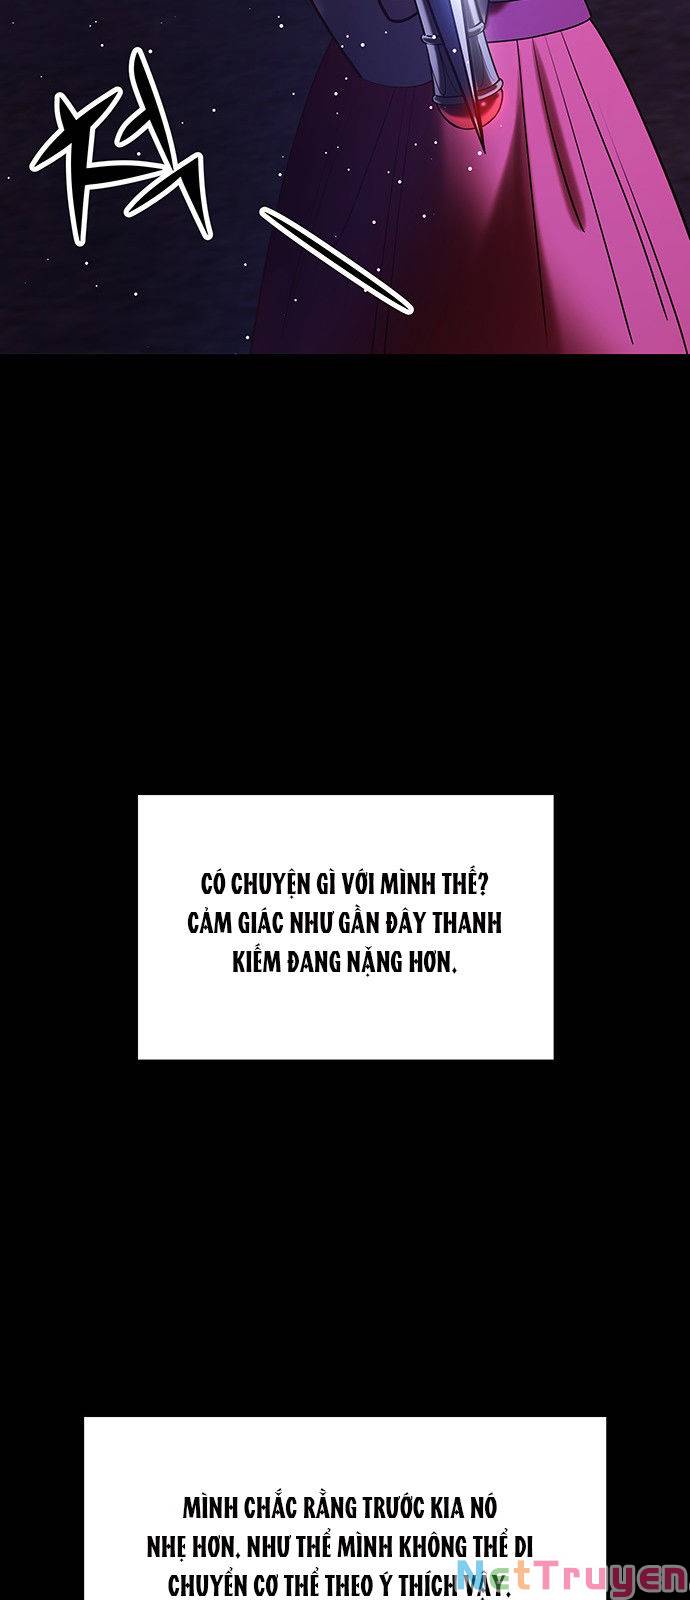 척
CÓ CHUYỆN GÌ VỚI MÌNH THẾ?
CẢM GIÁC NHƯ GẦN ĐÂY THANH
KIẾM ĐANG NẶNG HƠN.
MÌNH CHẮC RẰNG TRƯỚC KIA NÓ
NHẸ HƠN. NHƯ THỂ MÌNH KHÔNG THỂ DI
CHUYỂN CƠ THỂ THEO Ý THÍCH VẬY.
NetTruyen